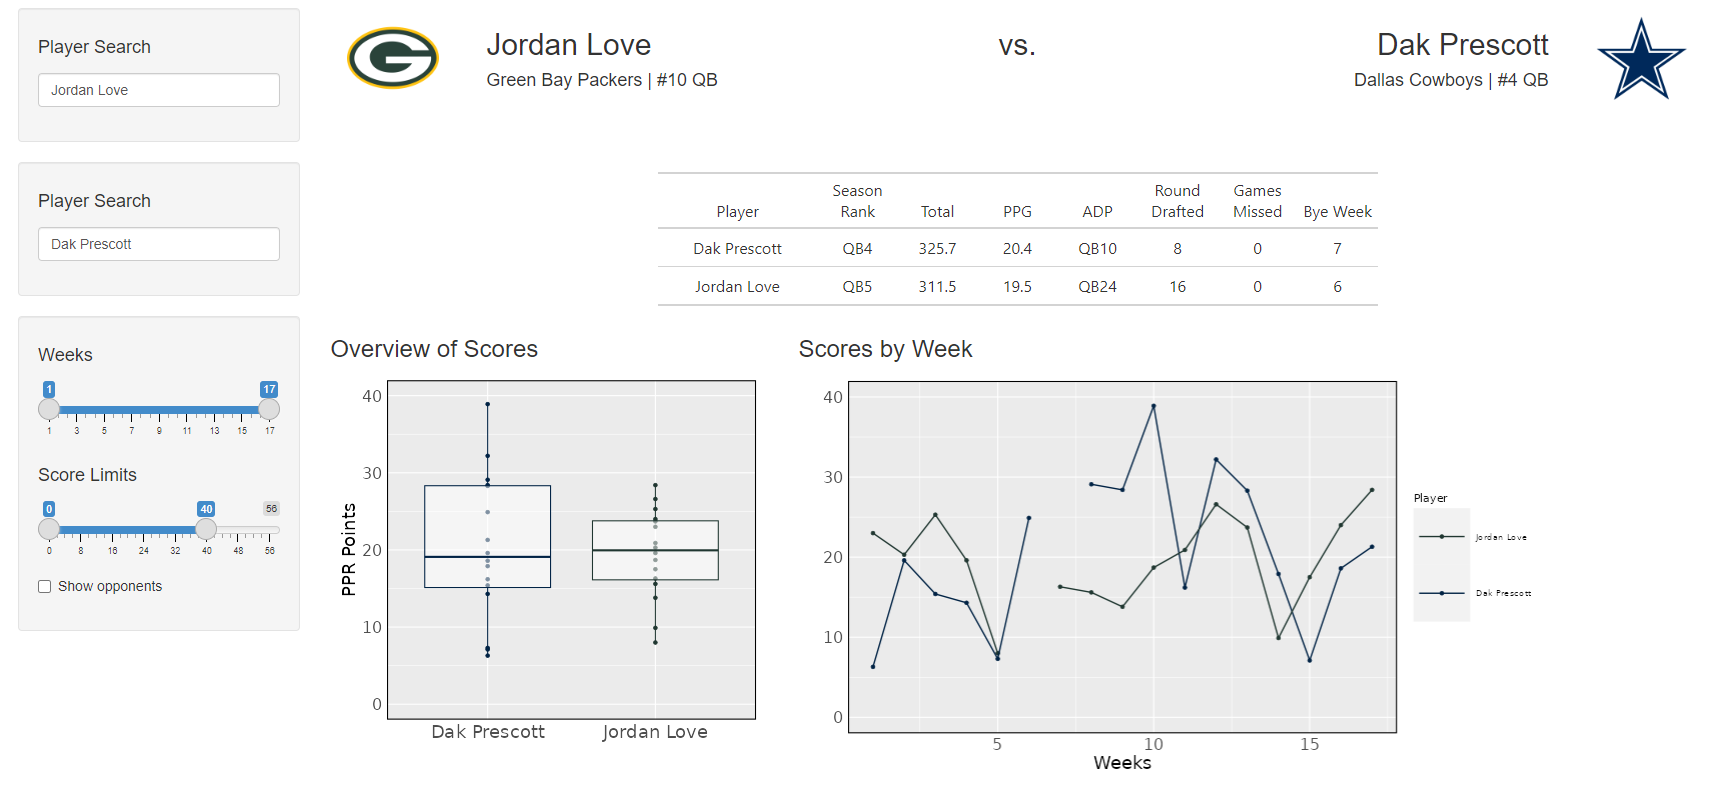 Player Search
Jordan Love
Player Search
Dak Prescott
Weeks
1 17
1 3 5 7 9 11 13 15 17
Score Limits
0 40 56
0 8 16 24 32 40 48 56
Show opponents
G
Jordan Love
Green Bay Packers | #10 QB
vs.
Dak Prescott
Dallas Cowboys | #4 QB
Player Season Rank Total PPG ADP Round Drafted Games Missed Bye Week
Dak Prescott QB4 325.7 20.4 QB10 8 0 7
Jordan Love QB5 311.5 19.5 QB24 16 0 6
Overview of Scores
PPR Points
40
30
20
10
0
Dak Prescott Jordan Love
Scores by Week
40
30
20
10
0
5 10 15
Weeks
Player
Jordan Love
Dak Prescott